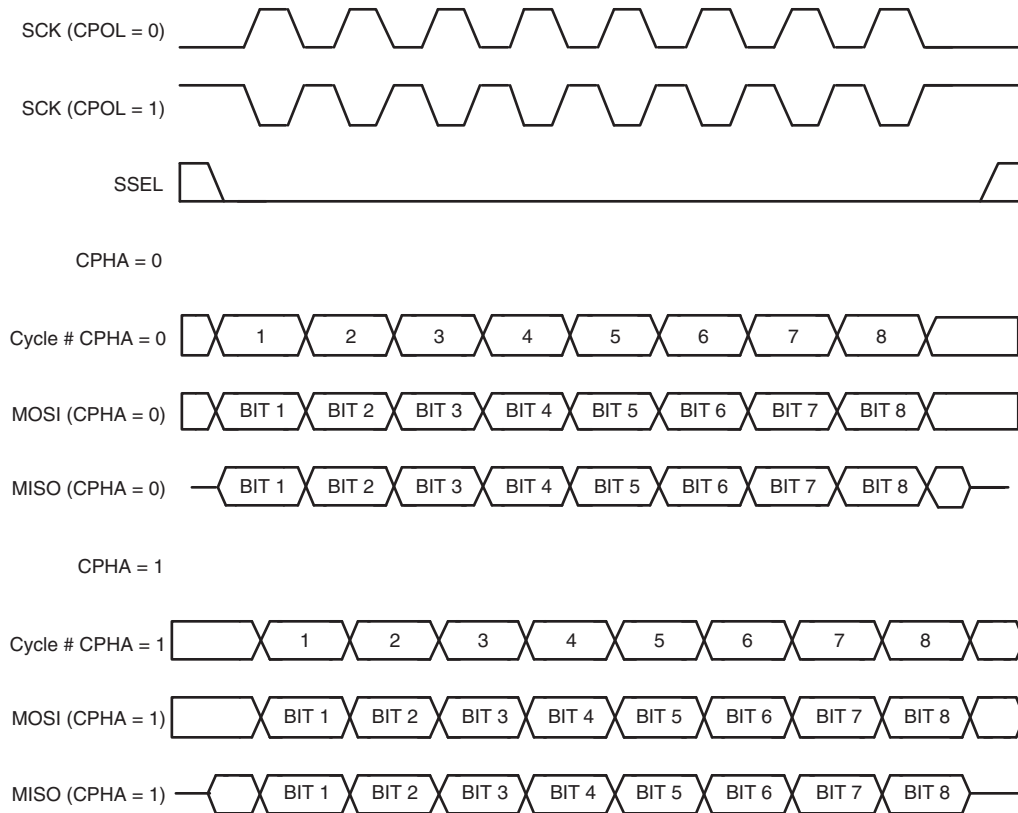 SCK (CPOL = 0)
SCK (CPOL = 1)
SSEL
CPHA = 0
Cycle # CPHA = 0 1 2 3 4 5 6 7 8
MOSI (CPHA = 0) BIT 1 BIT 2 BIT 3 BIT 4 BIT 5 BIT 6 BIT 7 BIT 8
MISO (CPHA = 0) BIT 1 BIT 2 BIT 3 BIT 4 BIT 5 BIT 6 BIT 7 BIT 8
CPHA = 1
Cycle # CPHA = 1 1 2 3 4 5 6 7 8
MOSI (CPHA = 1) BIT 1 BIT 2 BIT 3 BIT 4 BIT 5 BIT 6 BIT 7 BIT 8
MISO (CPHA = 1) BIT 1 BIT 2 BIT 3 BIT 4 BIT 5 BIT 6 BIT 7 BIT 8